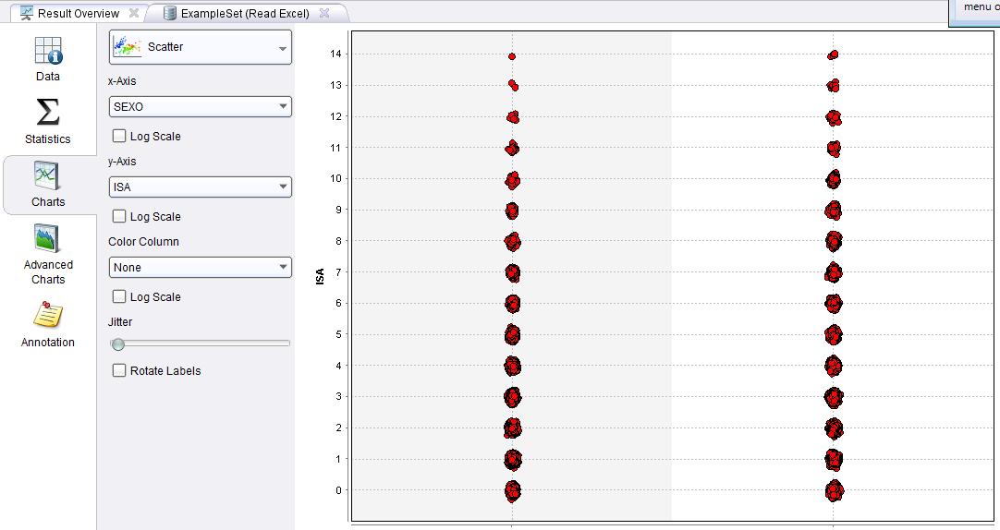 Result Overview
ExampleSet (Read Excel)
menu o
Data
Statistics
Charts
Advanced
Charts
Annotation
Scatter
x-Axis
SEXO
Log Scale
y-Axis
ISA
Log Scale
Color Column
None
Log Scale
Jitter
Rotate Labels
ISA
14
13
12
11
10
9
8
7
6
5
4
3
2
1
0